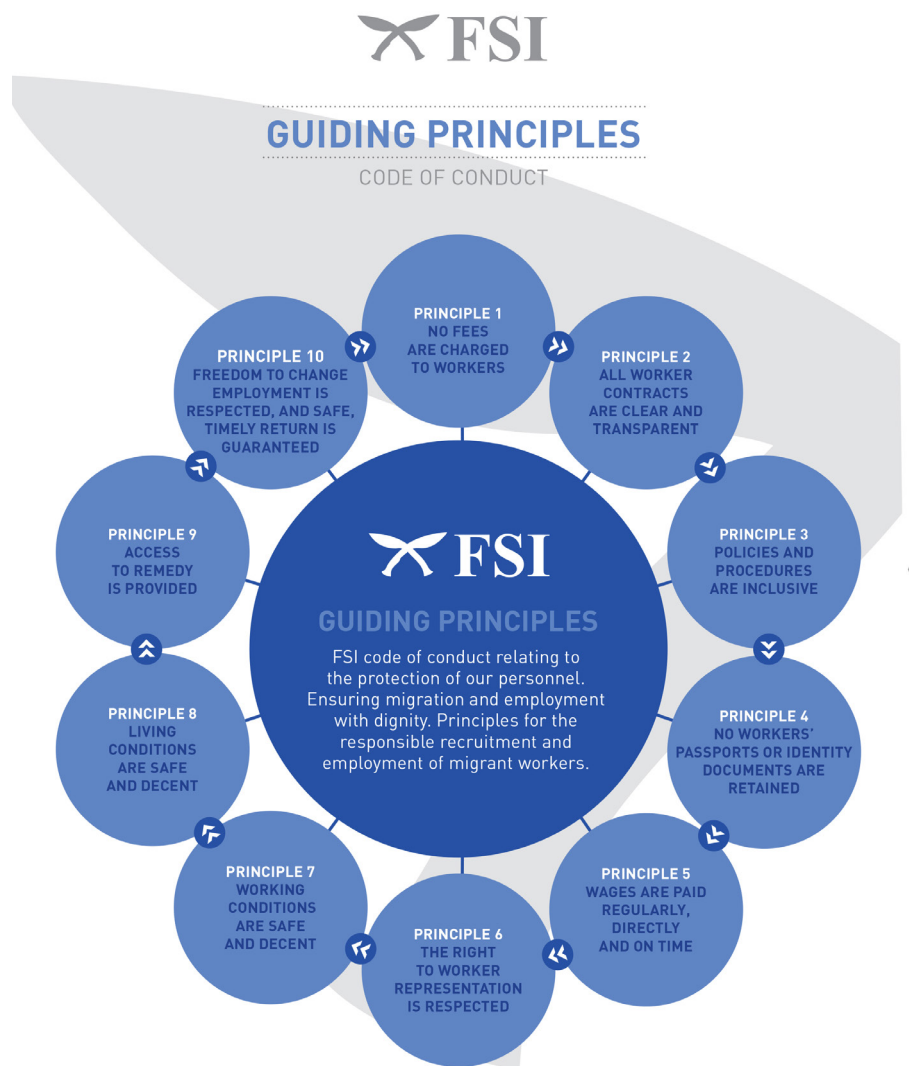 FSI
GUIDING PRINCIPLES
CODE OF CONDUCT
PRINCIPLE 1
NO FEES
ARE CHARGED
TO WORKERS
PRINCIPLE 2
ALL WORKER
CONTRACTS
ARE CLEAR AND
TRANSPARENT
PRINCIPLE 3
POLICIES AND
PROCEDURES
ARE INCLUSIVE
PRINCIPLE 4
NO WORKERS'
PASSPORTS OR IDENTITY
DOCUMENTS ARE
RETAINED
PRINCIPLE 5
WAGES ARE PAID
REGULARLY,
DIRECTLY
AND ON TIME
PRINCIPLE 6
THE RIGHT
TO WORKER
REPRESENTATION
IS RESPECTED
PRINCIPLE 7
WORKING
CONDITIONS
ARE SAFE
AND DECENT
PRINCIPLE 8
LIVING
CONDITIONS
ARE SAFE
AND DECENT
PRINCIPLE 9
ACCESS
TO REMEDY
IS PROVIDED
PRINCIPLE 10
FREEDOM TO CHANGE
EMPLOYMENT IS
RESPECTED, AND SAFE,
TIMELY RETURN IS
GUARANTEED
FSI
GUIDING PRINCIPLES
FSI code of conduct relating to
the protection of our personnel.
Ensuring migration and employment
with dignity. Principles for the
responsible recruitment and
employment of migrant workers.